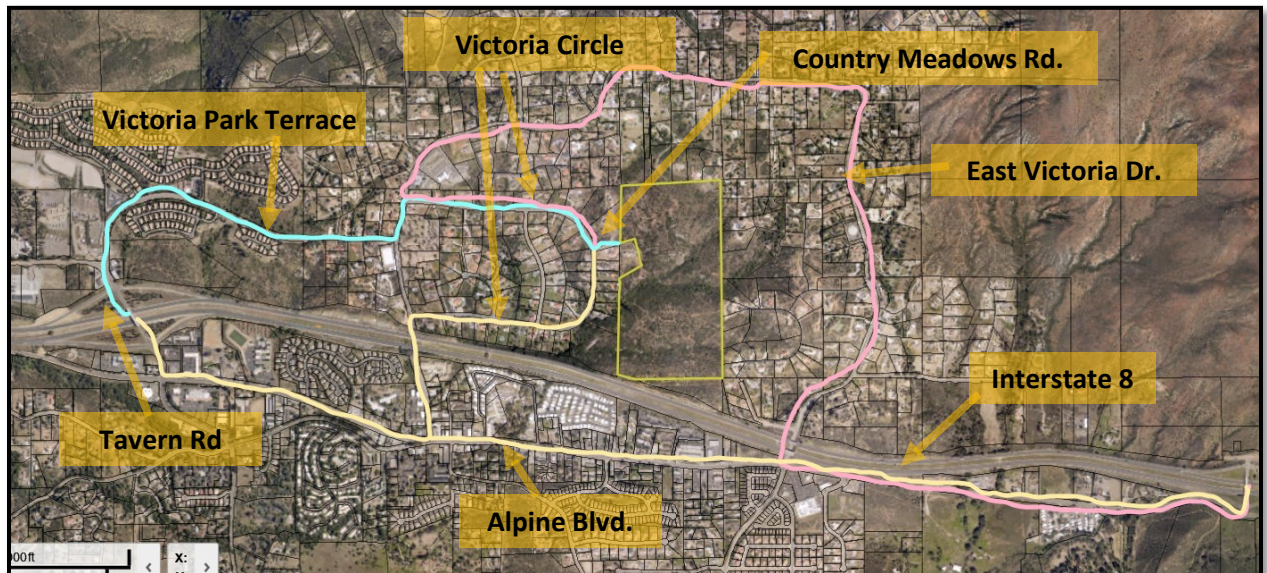 Victoria Circle
Country Meadows Rd.
Victoria Park Terrace
East Victoria Dr.
Interstate 8
Tavern Rd
Alpine Blvd.
00ft
X: